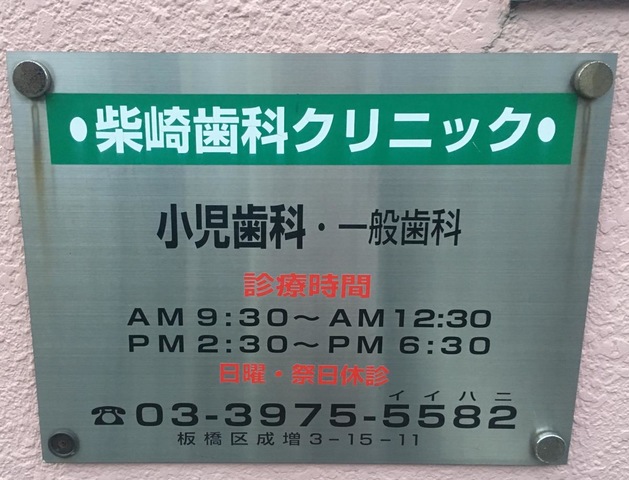 •柴崎歯科クリニック•
小児歯科・一般歯科
診療時間
AM 9:30〜AM12:30
PM 2:30〜PM 6:30
日曜・祭日休診
イイハニ
☎03-3975-5582
板橋区成増3-15-11